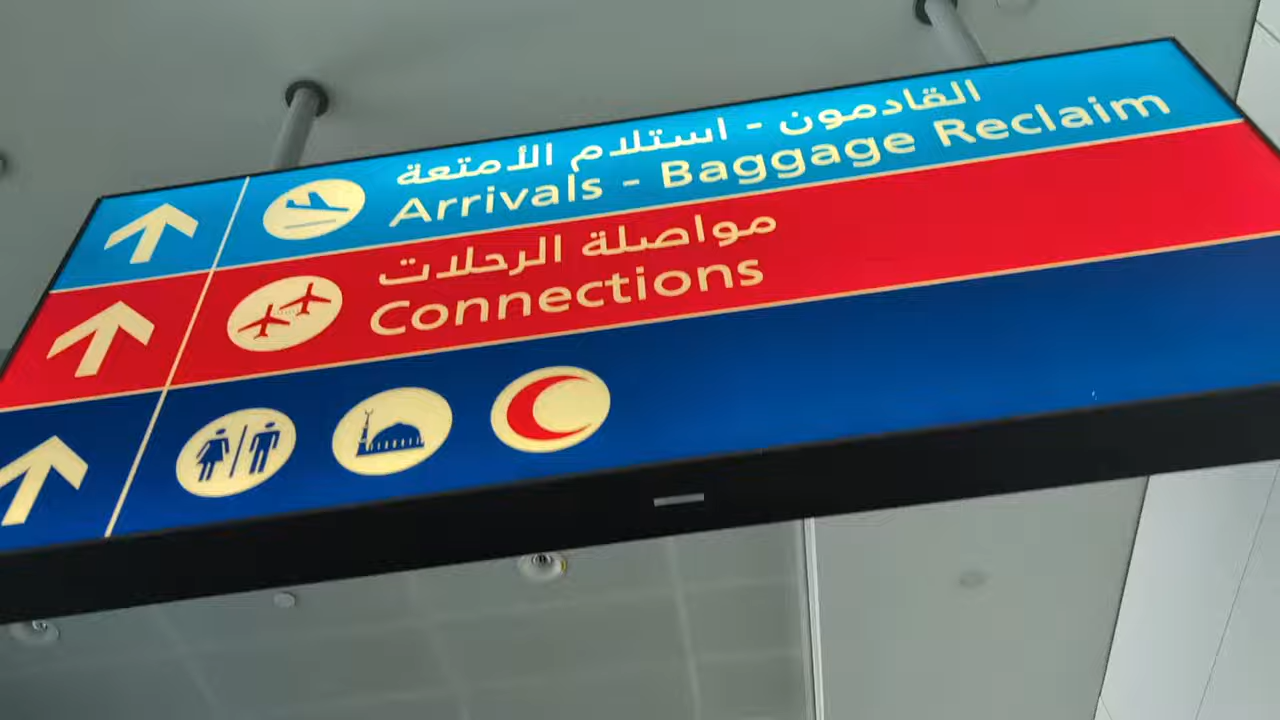 القادمون - استلام الأمتعة
Arrivals - Baggage Reclaim
مواصلة الرحلات
Connections